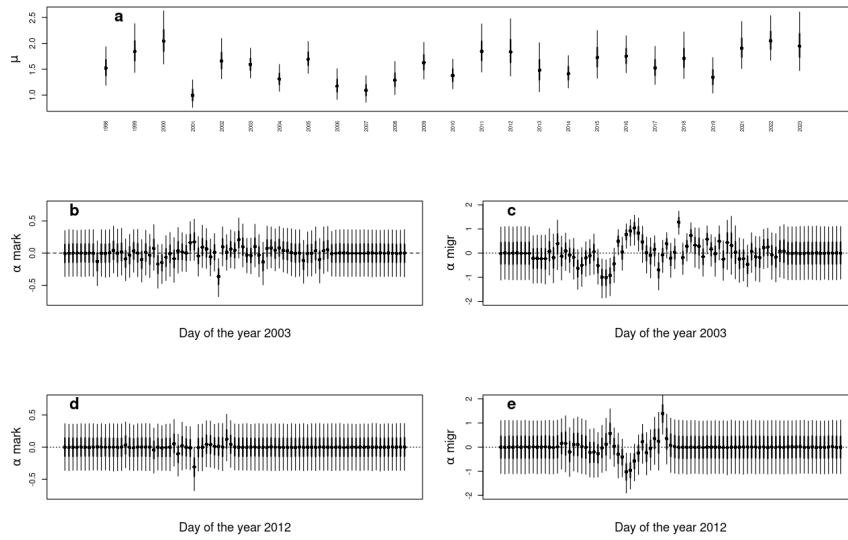 a
μ
2.5
2.0
1.5
1.0
1998 1999 2000 2001 2002 2003 2004 2005 2006 2007 2008 2009 2010 2011 2012 2013 2014 2015 2016 2017 2018 2019 2021 2022 2023
b
α mark
0.5
0.0
-0.5
Day of the year 2003
c
α migr
2
1
0
-1
-2
Day of the year 2003
d
α mark
0.5
0.0
-0.5
Day of the year 2012
e
α migr
2
1
0
-1
-2
Day of the year 2012